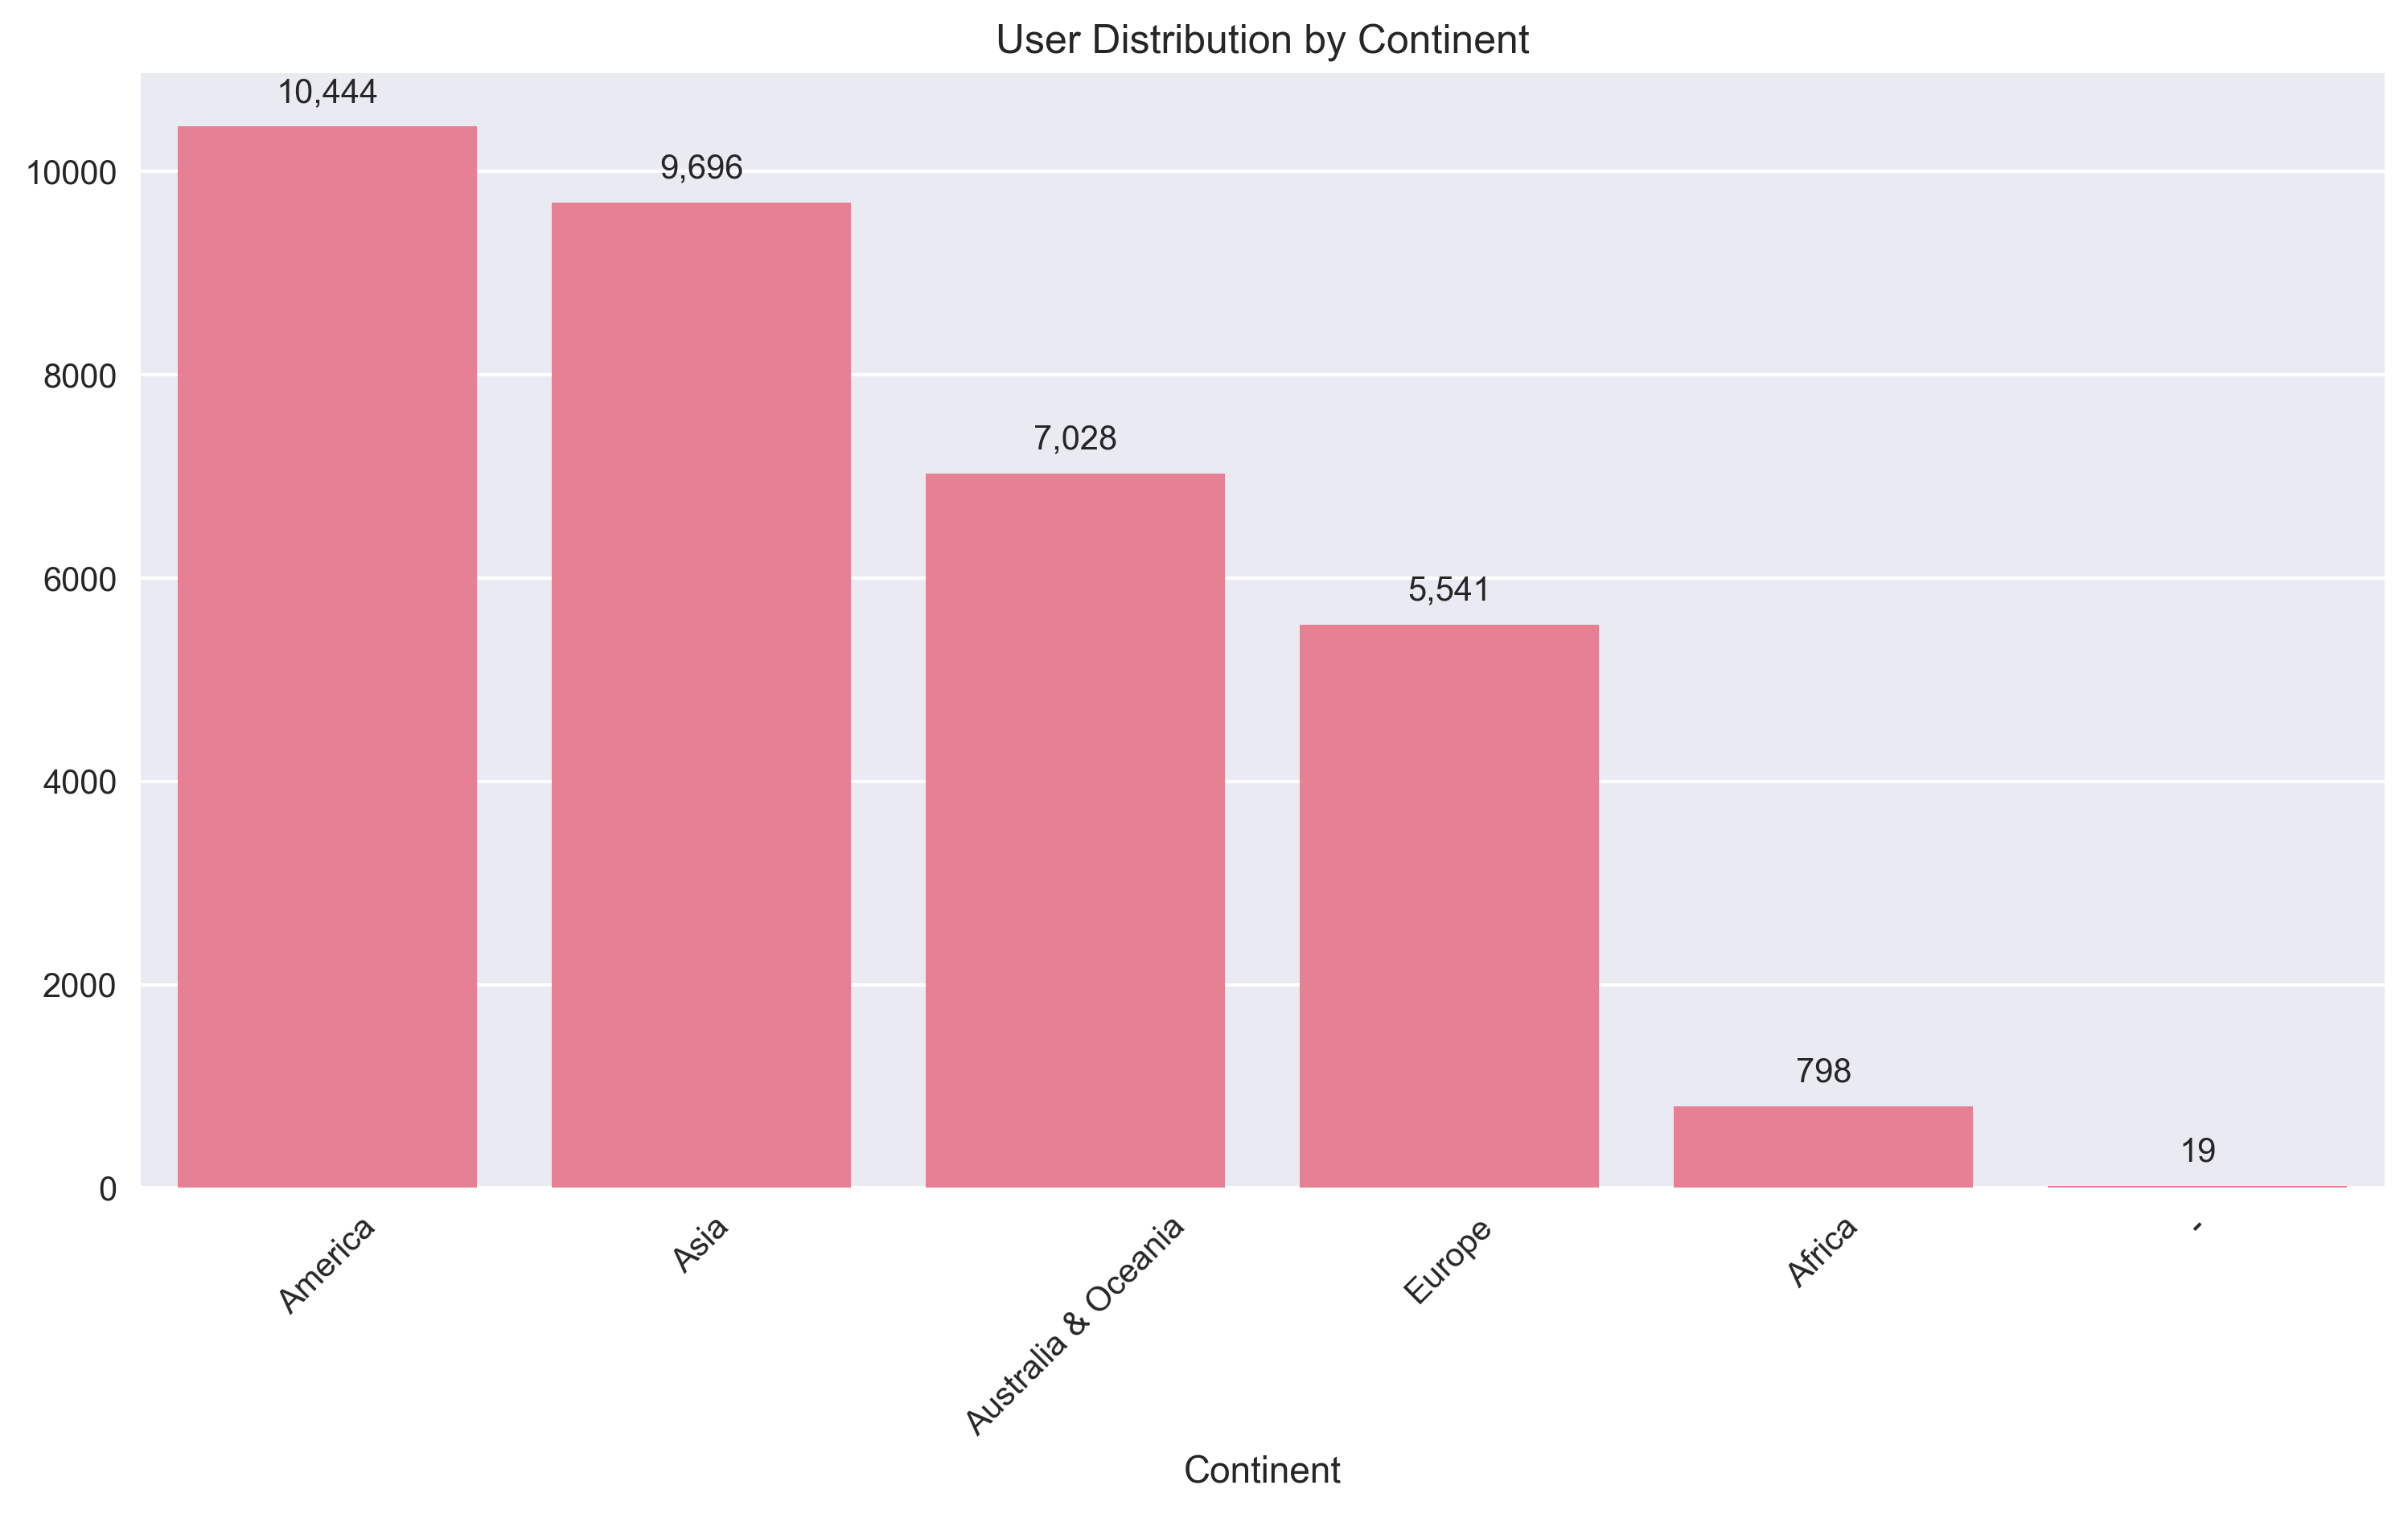 User Distribution by Continent
10,444
9,696
7,028
5,541
798
19
10000
8000
6000
4000
2000
0
America
Asia
Australia & Oceania
Europe
Africa
-
Continent